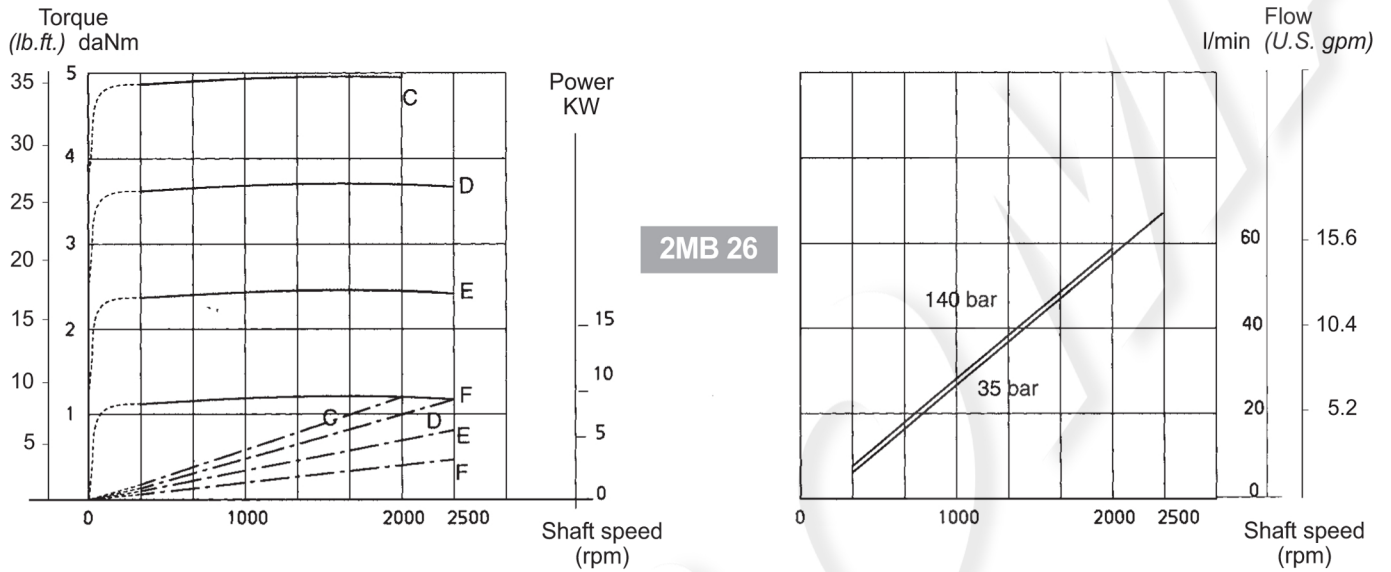 Torque
(lb.ft.) daNm
35
30
25
20
15
10
5
5
4
3
2
1
C
D
E
F
C
D
E
F
0
1000
2000
2500
Shaft speed
(rpm)
Power
KW
15
10
5
0
2MB 26
Flow
l/min (U.S. gpm)
60
40
20
0
15.6
10.4
5.2
140 bar
35 bar
0
1000
2000
2500
Shaft speed
(rpm)